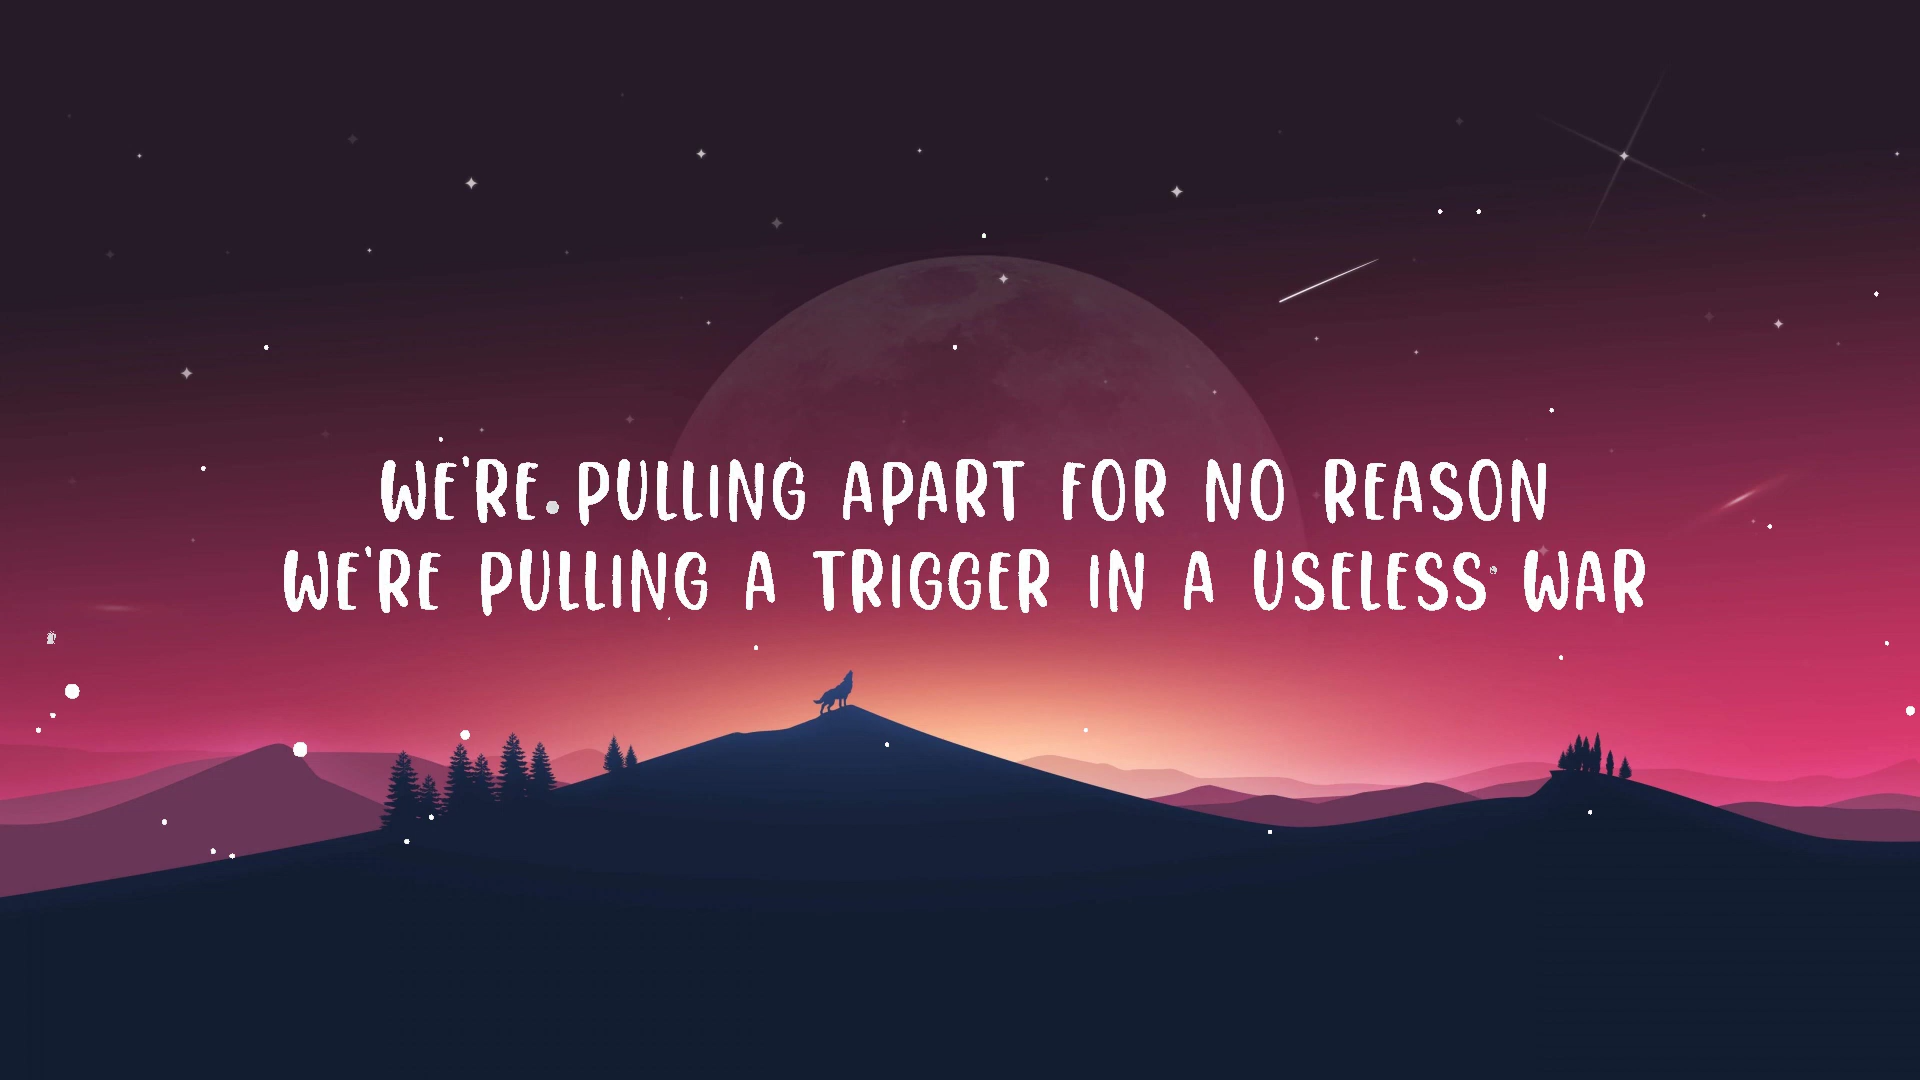 WE'RE PULLING APART FOR NO REASON
WE'RE PULLING A TRIGGER IN A USELESS WAR